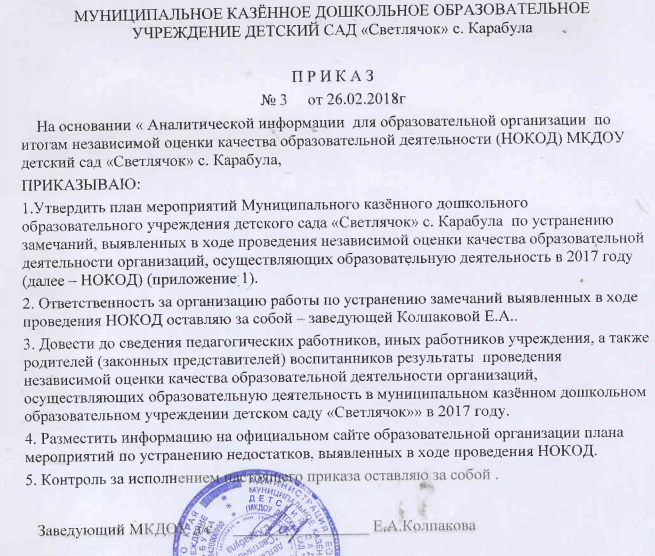 МУНИЦИПАЛЬНОЕ КАЗЁННОЕ ДОШКОЛЬНОЕ ОБРАЗОВАТЕЛЬНОЕ
УЧРЕЖДЕНИЕ ДЕТСКИЙ САД «Светлячок» с. Карабула
П Р И К А З
№ 3 от 26.02.2018г
На основании « Аналитической информации для образовательной организации по
итогам независимой оценки качества образовательной деятельности (НОКОД) МКДОУ
детский сад «Светлячок» с. Карабула,
ПРИКАЗЫВАЮ:
1.Утвердить план мероприятий Муниципального казённого дошкольного
образовательного учреждения детского сада «Светлячок» с. Карабула по устранению
замечаний, выявленных в ходе проведения независимой оценки качества образовательной
деятельности организаций, осуществляющих образовательную деятельность в 2017 году
(далее – НОКОД) (приложение 1).
2. Ответственность за организацию работы по устранению замечаний выявленных в ходе
проведения НОКОД оставляю за собой – заведующей Колпаковой Е.А..
3. Довести до сведения педагогических работников, иных работников учреждения, а также
родителей (законных представителей) воспитанников результаты проведения
независимой оценки качества образовательной деятельности организаций,
осуществляющих образовательную деятельность в муниципальном казённом дошкольном
образовательном учреждении детском саду «Светлячок»» в 2017 году.
4. Разместить информацию на официальном сайте образовательной организации плана
мероприятий по устранению недостатков, выявленных в ходе проведения НОКОД.
5. Контроль за исполнением настоящего приказа оставляю за собой .
Заведующий МКДОУ д/с Е.А.Колпакова